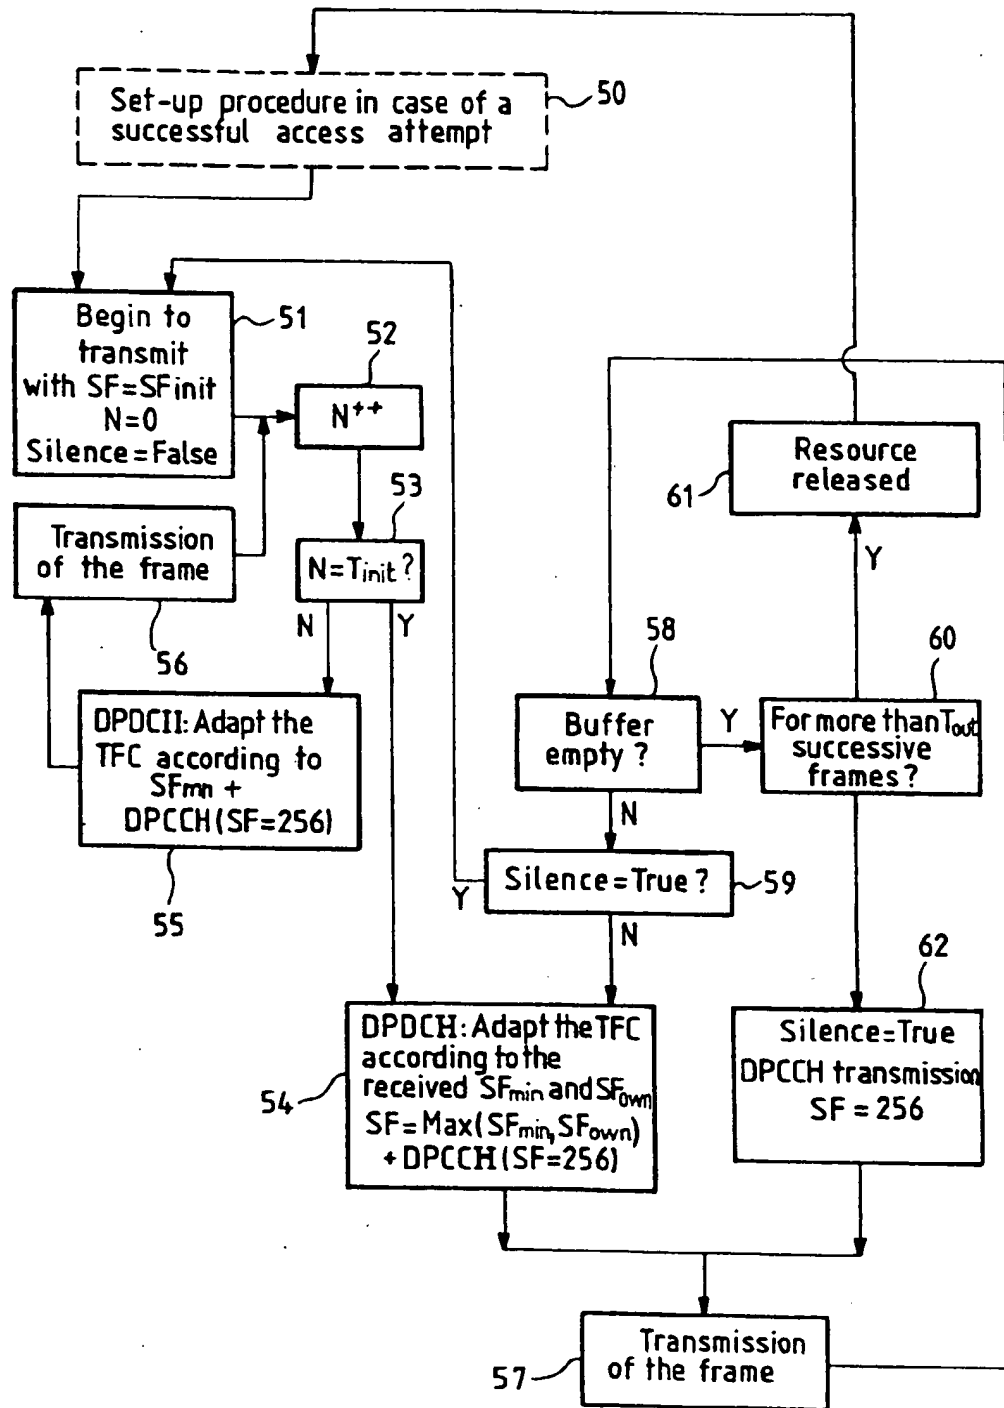 Set-up procedure in case of a
successful access attempt
50
Begin to
transmit
with SF=SFinit
N=0
Silence=False
51
52
N++
53
N=Tinit?
N
Y
Transmission
of the frame
56
DPDCII: Adapt the
TFC according to
SFmn +
DPCCH(SF=256)
55
Resource
released
61
Y
58
Buffer
empty?
Y
60
For more than Tout
successive
frames?
N
Silence=True?
59
Y
N
DPDCH: Adapt the TFC
according to the
received SFmin and SFown
SF=Max(SFmin, SFown)
+ DPCCH(SF=256)
54
62
Silence=True
DPCCH transmission
SF = 256
Transmission
of the frame
57